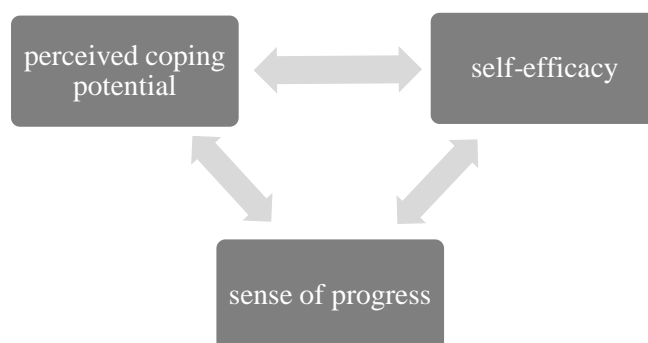 perceived coping
potential
self-efficacy
sense of progress